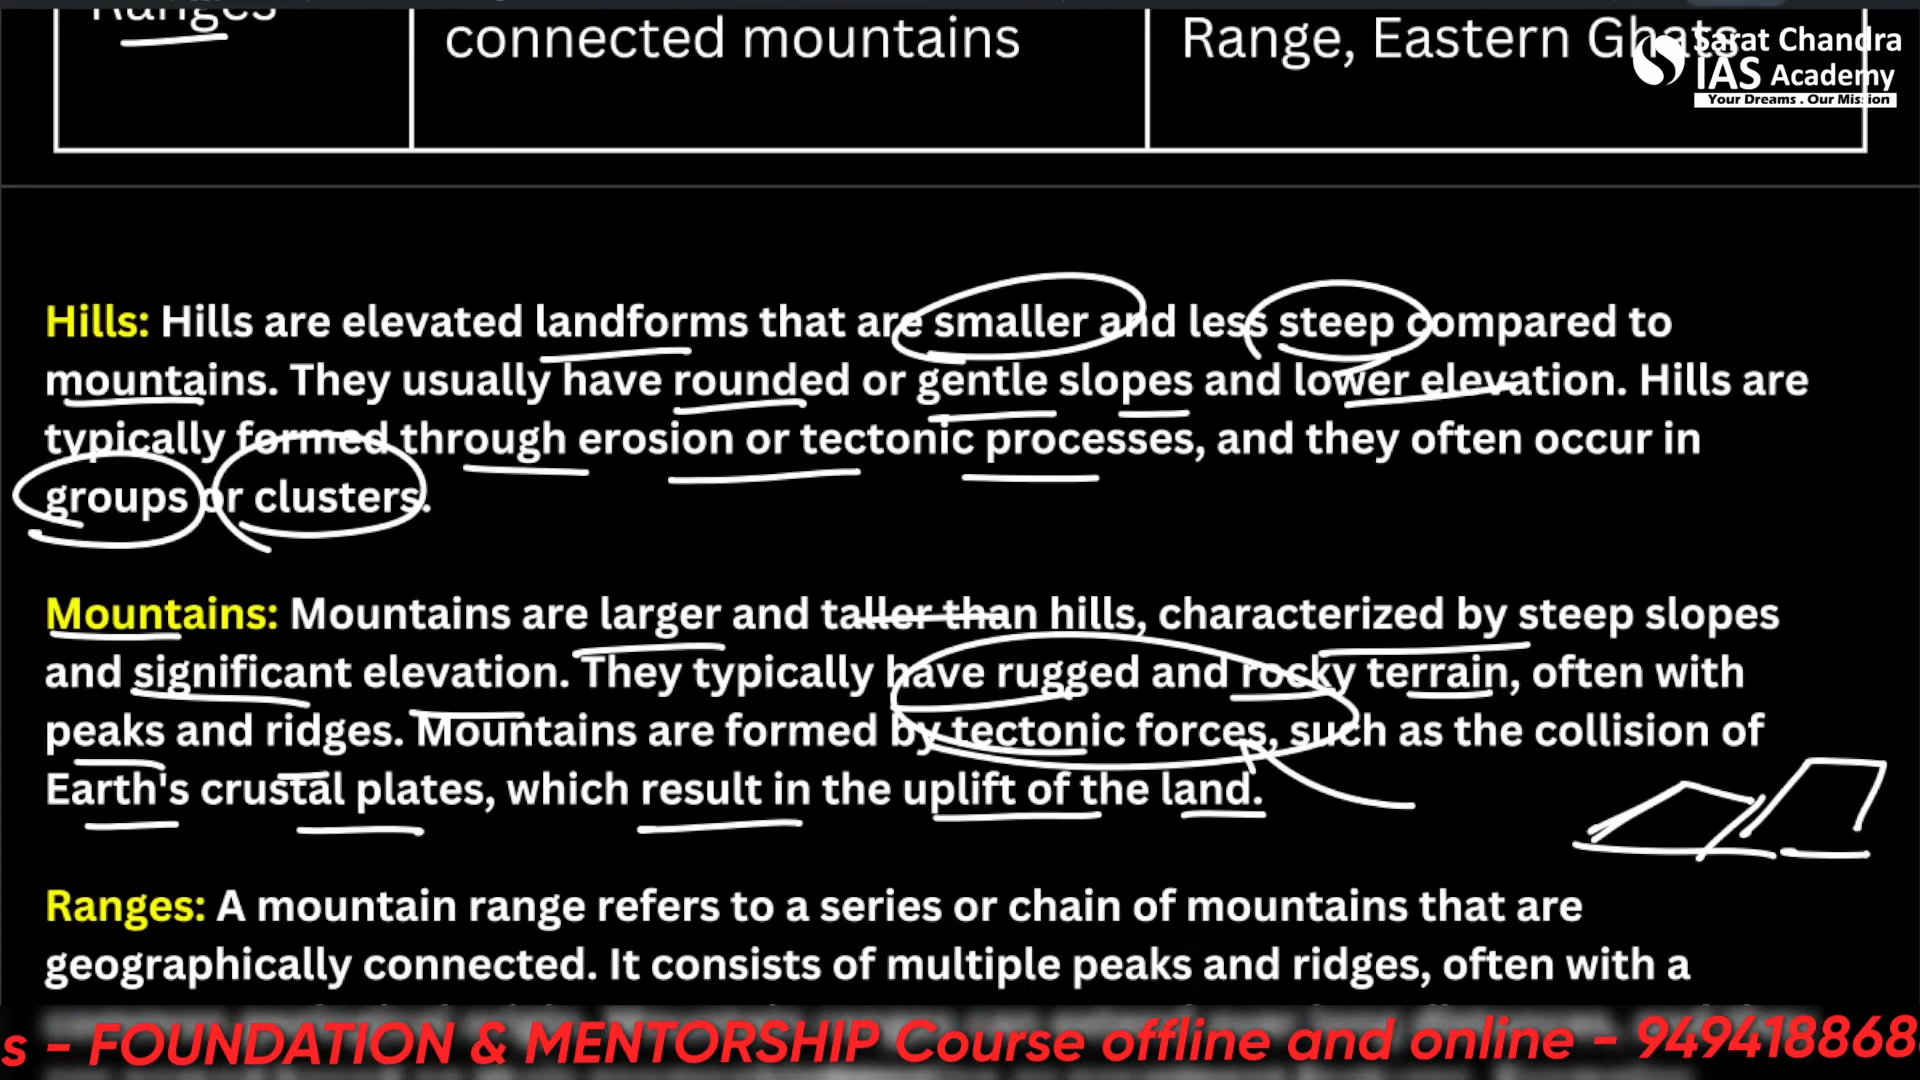 Ranges
connected mountains
Range, Eastern Ghats
Sarat Chandra
IAS Academy
Your Dreams . Our Mission
Hills: Hills are elevated landforms that are smaller and less steep compared to
mountains. They usually have rounded or gentle slopes and lower elevation. Hills are
typically formed through erosion or tectonic processes, and they often occur in
groups or clusters.
Mountains: Mountains are larger and taller than hills, characterized by steep slopes
and significant elevation. They typically have rugged and rocky terrain, often with
peaks and ridges. Mountains are formed by tectonic forces, such as the collision of
Earth's crustal plates, which result in the uplift of the land.
Ranges: A mountain range refers to a series or chain of mountains that are
geographically connected. It consists of multiple peaks and ridges, often with a
s - FOUNDATION & MENTORSHIP Course offline and online - 949418868